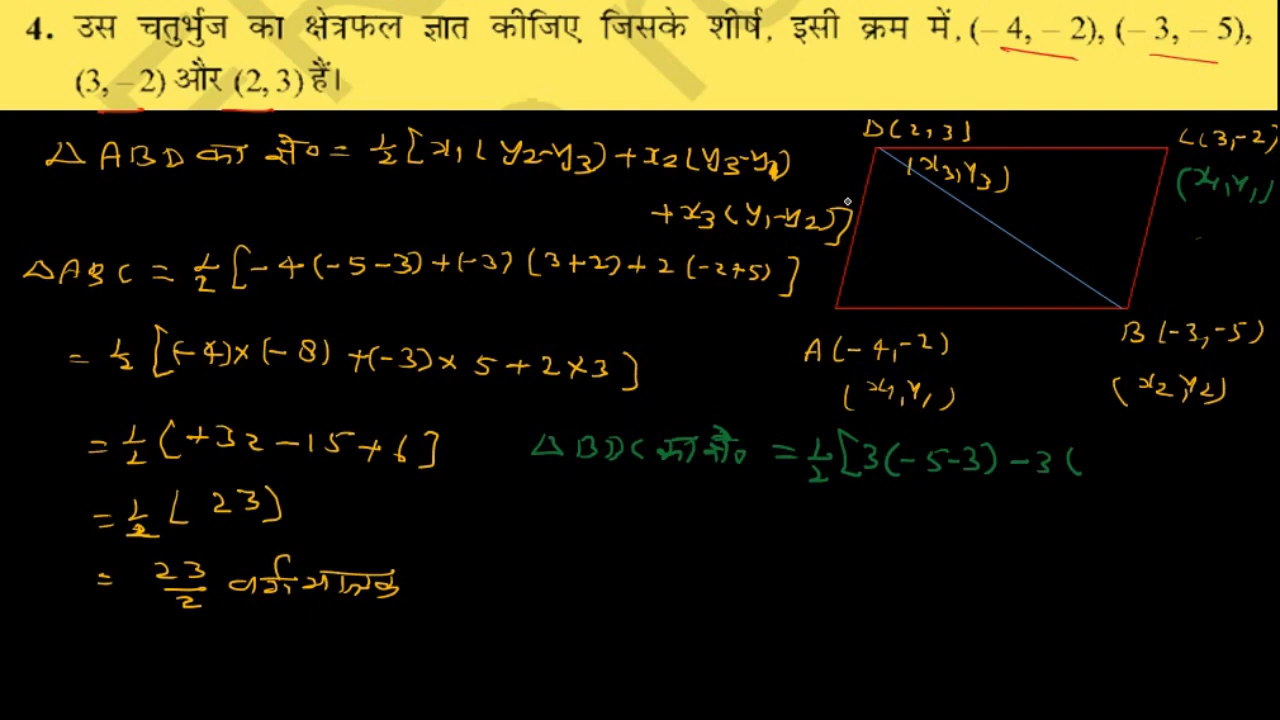 4. उस चतुर्भुज का क्षेत्रफल ज्ञात कीजिए जिसके शीर्ष, इसी क्रम में, (– 4, – 2), (– 3, – 5),
(3, – 2) और (2, 3) हैं।
△ ABD का क्षे० = 1/2 [x₁ (y₂-y₃) + x₂ (y₃-y₁)
+ x₃ (y₁-y₂)]
△ABC = 1/2 [-4(-5-3)+(-3) (3+2)+2 (-2+5)]
= 1/2 [(-4)×(-8) +(-3)×5+2×3]
= 1/2 (+32-15+6]
= 1/2 [23)
= 23/2 वर्ग मात्रक
D(2,3]
(x₃,y₃)
C(3,-2)
(x₁,y₁)
A(-4,-2)
(x₁,y₁)
B(-3,-5)
(x₂,y₂)
△ BDC का क्षे० = 1/2 [3(-5-3) -3(